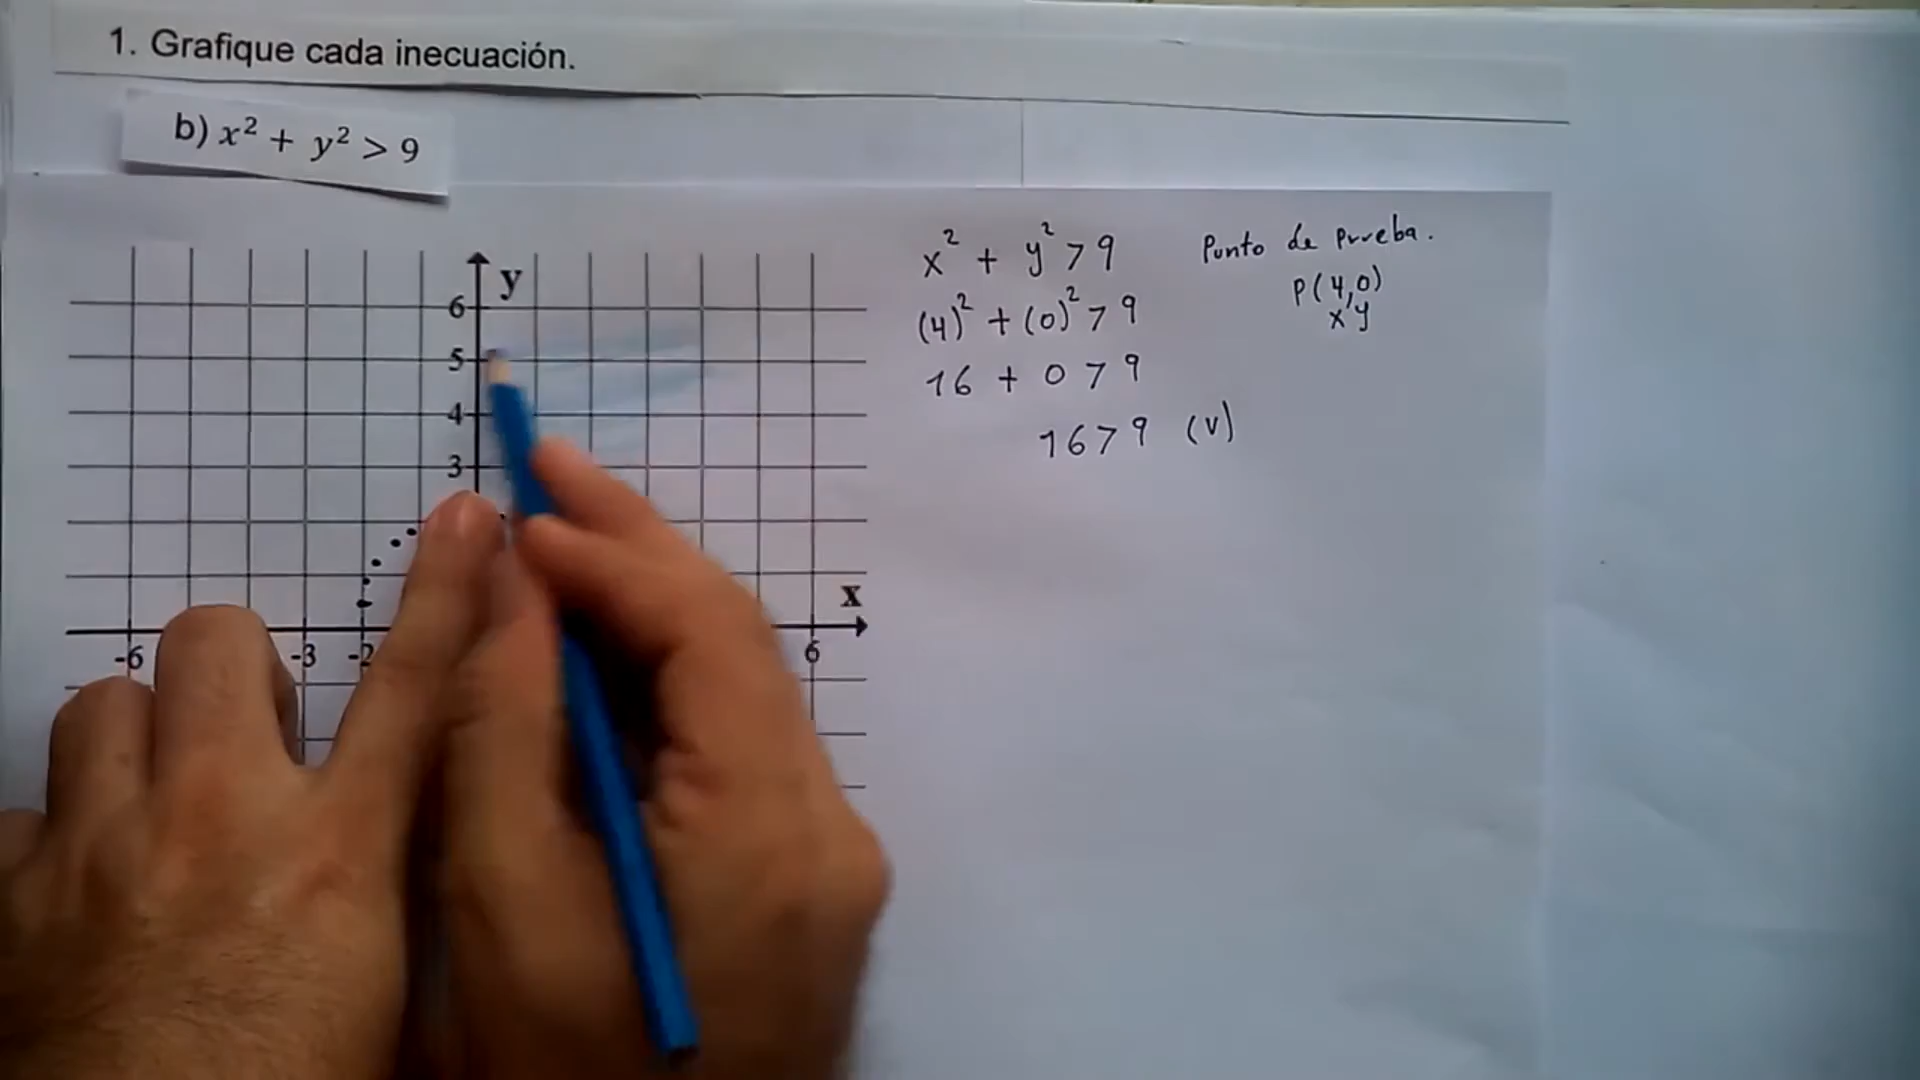 1. Grafique cada inecuación.
b) x² + y² > 9
x² + y² > 9
(4)² + (0)² > 9
16 + 0 > 9
16 > 9 (V)
Punto de prueba.
P(4,0)
x y
y
6
5
4
3
x
-6 -3 -2 6